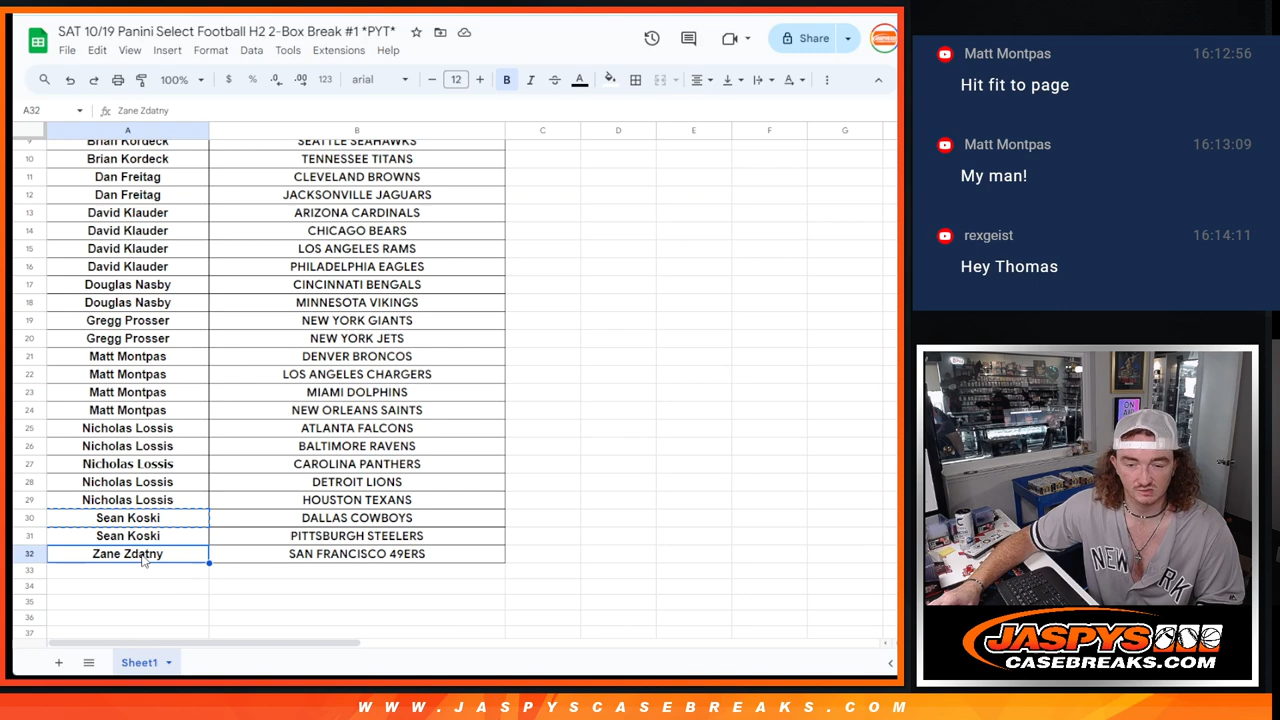 SAT 10/19 Panini Select Football H2 2-Box Break #1 *PYT*
File Edit View Insert Format Data Tools Extensions Help
Share
100% $ % .0 .00 123 arial 12 B I A
A32 fx Zane Zdatny
A B C D E F G
9 Brian Kordeck SEATTLE SEAHAWKS
10 Brian Kordeck TENNESSEE TITANS
11 Dan Freitag CLEVELAND BROWNS
12 Dan Freitag JACKSONVILLE JAGUARS
13 David Klauder ARIZONA CARDINALS
14 David Klauder CHICAGO BEARS
15 David Klauder LOS ANGELES RAMS
16 David Klauder PHILADELPHIA EAGLES
17 Douglas Nasby CINCINNATI BENGALS
18 Douglas Nasby MINNESOTA VIKINGS
19 Gregg Prosser NEW YORK GIANTS
20 Gregg Prosser NEW YORK JETS
21 Matt Montpas DENVER BRONCOS
22 Matt Montpas LOS ANGELES CHARGERS
23 Matt Montpas MIAMI DOLPHINS
24 Matt Montpas NEW ORLEANS SAINTS
25 Nicholas Lossis ATLANTA FALCONS
26 Nicholas Lossis BALTIMORE RAVENS
27 Nicholas Lossis CAROLINA PANTHERS
28 Nicholas Lossis DETROIT LIONS
29 Nicholas Lossis HOUSTON TEXANS
30 Sean Koski DALLAS COWBOYS
31 Sean Koski PITTSBURGH STEELERS
32 Zane Zdatny SAN FRANCISCO 49ERS
33
34
35
36
37
Sheet1
Matt Montpas 16:12:56
Hit fit to page
Matt Montpas 16:13:09
My man!
rexgeist 16:14:11
Hey Thomas
ON AIR
NEW YORK
JASPYS
CASEBREAKS.COM
WWW.JASPYSCASEBREAKS.COM